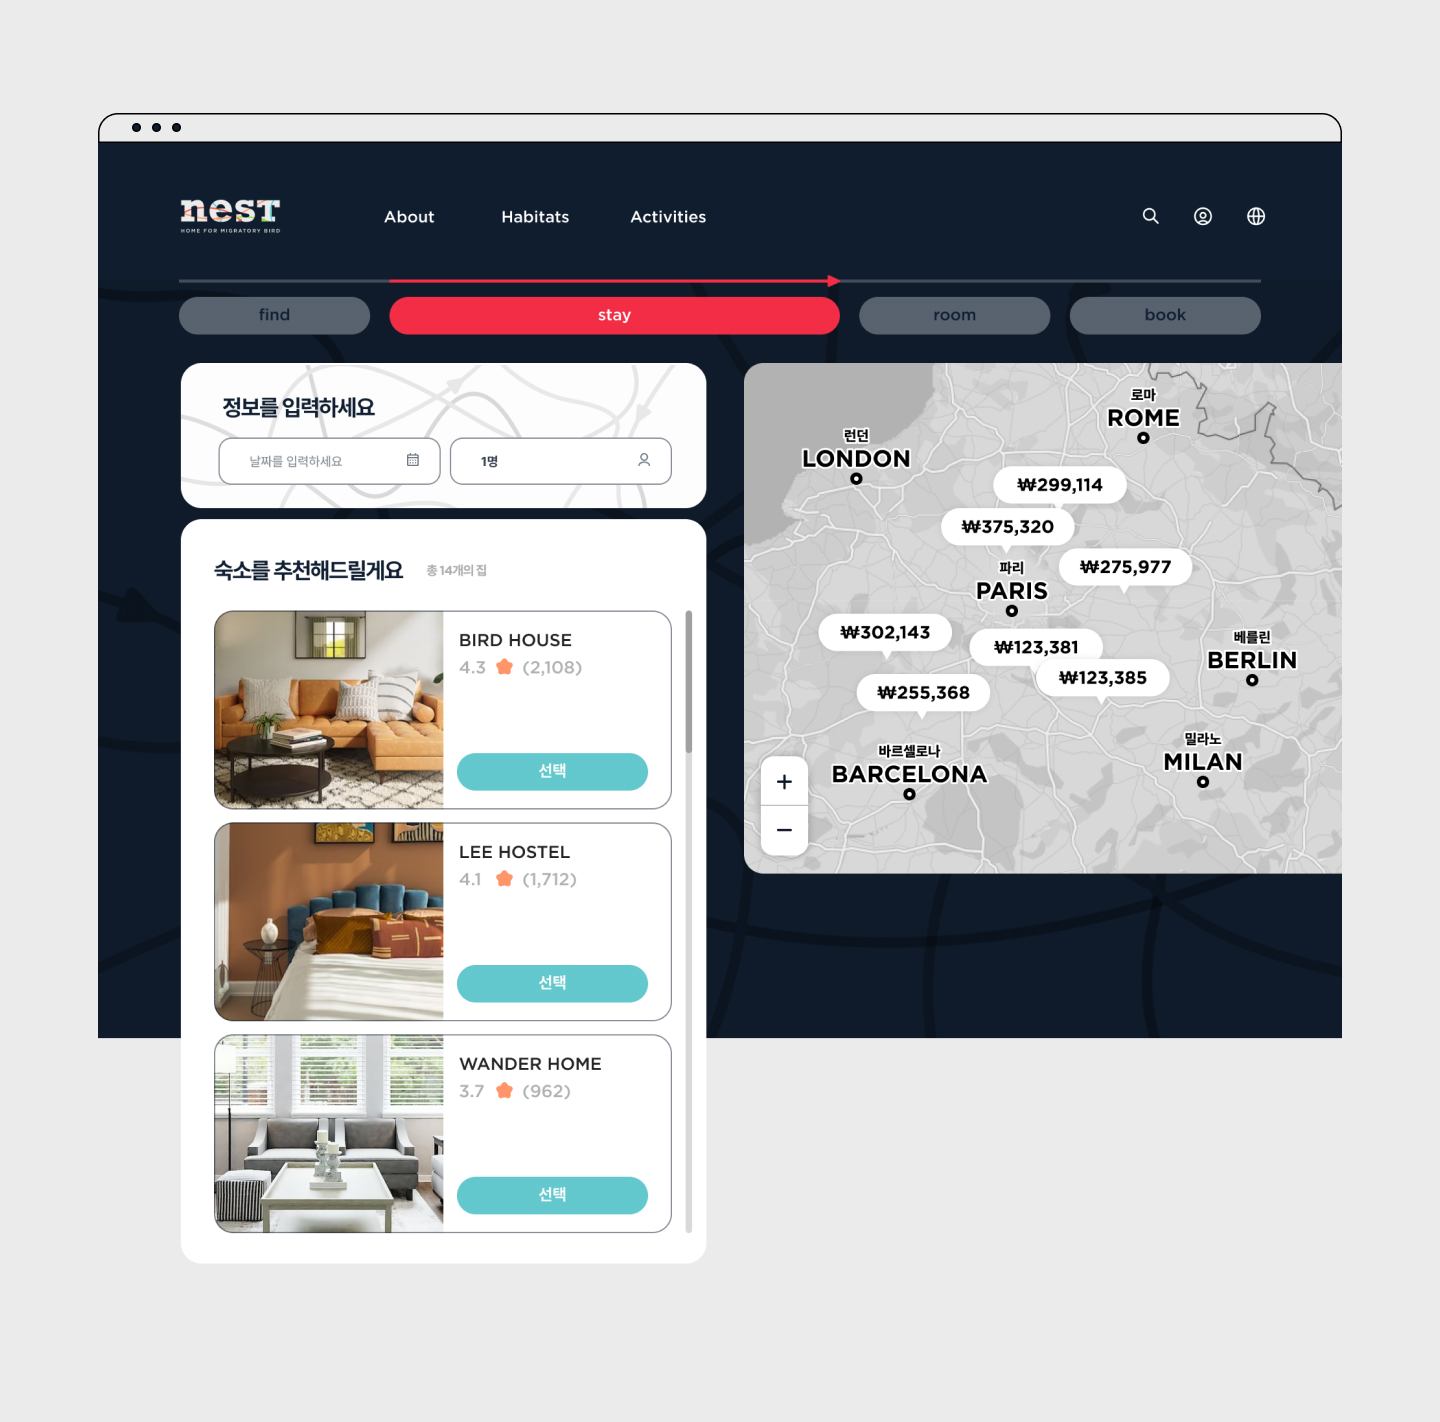 nest
HOME FOR MIGRATORY BIRD
About
Habitats
Activities
find
stay
room
book
정보를 입력하세요
날짜를 입력하세요
1명
숙소를 추천해드릴게요
총 14개의 집
BIRD HOUSE
4.3 (2,108)
선택
LEE HOSTEL
4.1 (1,712)
선택
WANDER HOME
3.7 (962)
선택
로마
ROME
런던
LONDON
₩299,114
₩375,320
₩275,977
파리
PARIS
₩302,143
₩123,381
베를린
BERLIN
₩123,385
₩255,368
밀라노
MILAN
바르셀로나
BARCELONA
+
−